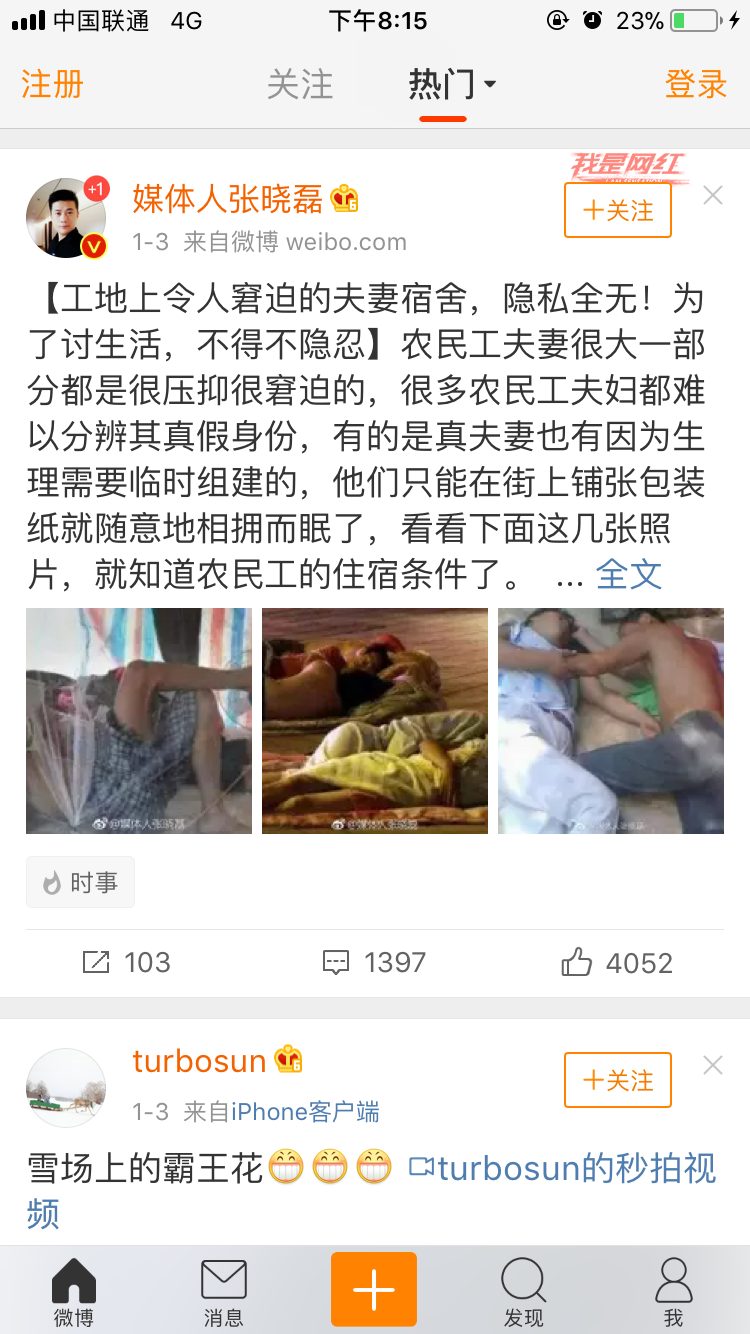 中国联通 4G 下午8:15 23%
注册 关注 热门 登录
我是网红
+1
媒体人张晓磊
6
＋关注
V
1-3 来自微博 weibo.com
【工地上令人窘迫的夫妻宿舍，隐私全无！为
了讨生活，不得不隐忍】农民工夫妻很大一部
分都是很压抑很窘迫的，很多农民工夫妇都难
以分辨其真假身份，有的是真夫妻也有因为生
理需要临时组建的，他们只能在街上铺张包装
纸就随意地相拥而眠了，看看下面这几张照
片，就知道农民工的住宿条件了。 ... 全文
@媒体人张晓磊
@媒体人张晓磊
时事
103 1397 4052
turbosun
6
＋关注
1-3 来自iPhone客户端
雪场上的霸王花 turbosun的秒拍视
频
微博 消息 发现 我